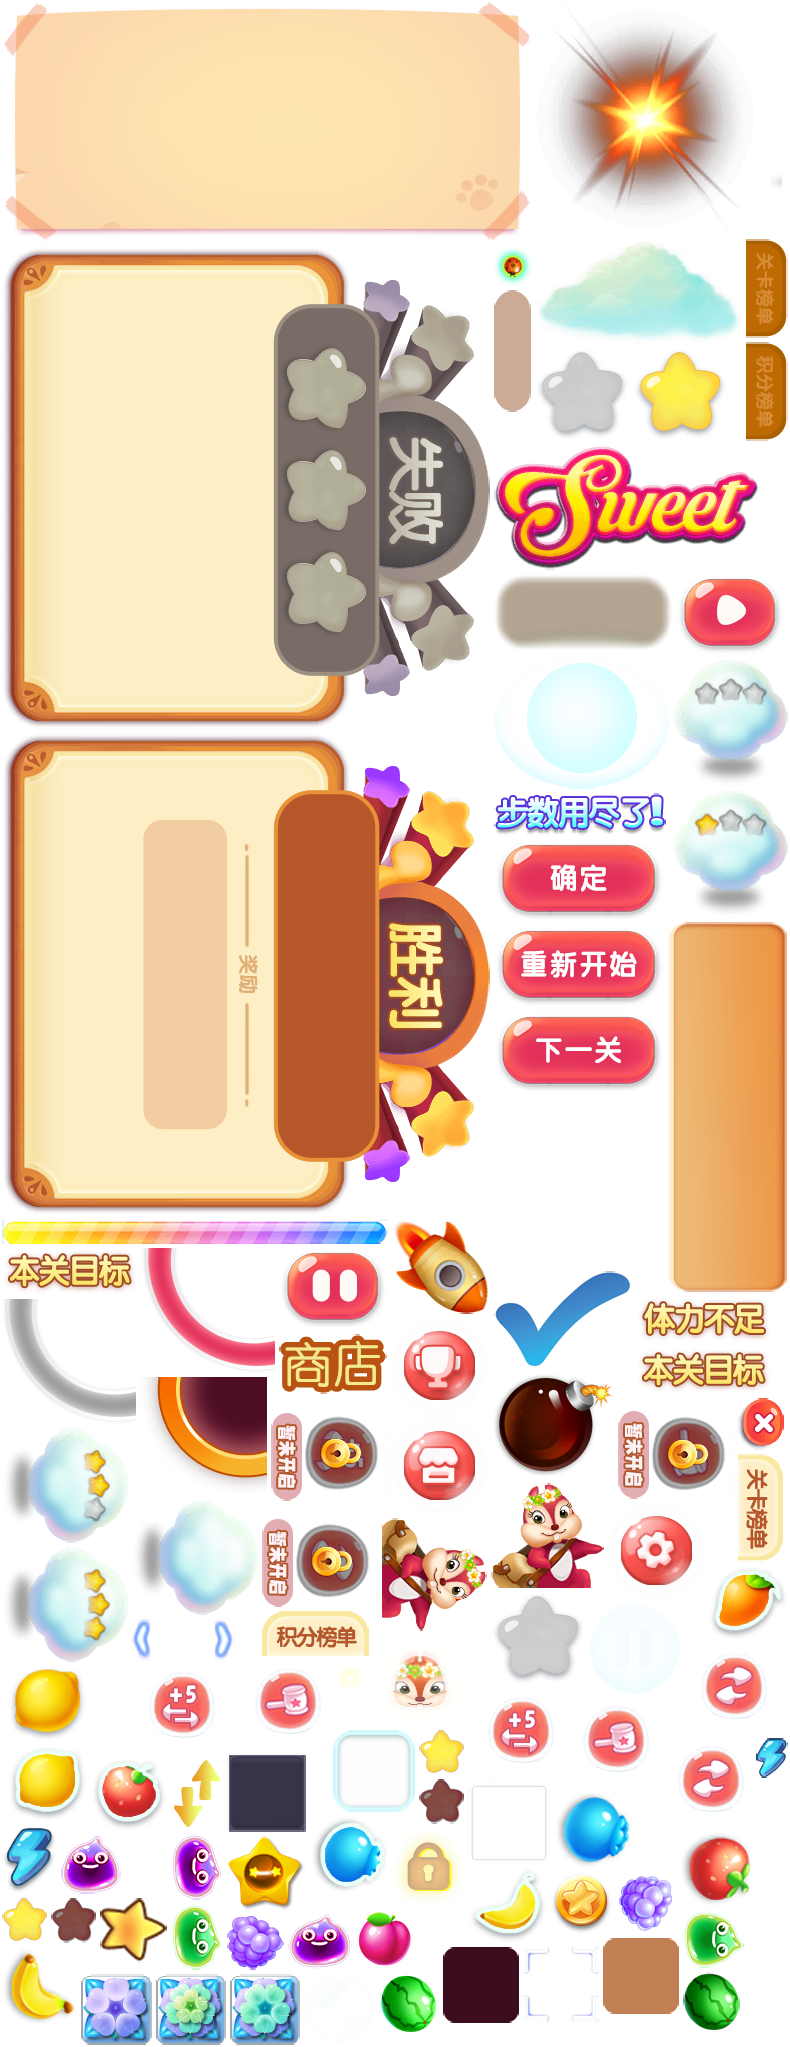 关卡榜单
积分榜单
失败
Sweet
步数用尽了!
确定
重新开始
下一关
胜利
奖励
本关目标
商店
体力不足
本关目标
暂未开启
暂未开启
关卡榜单
暂未开启
积分榜单
+5
+5